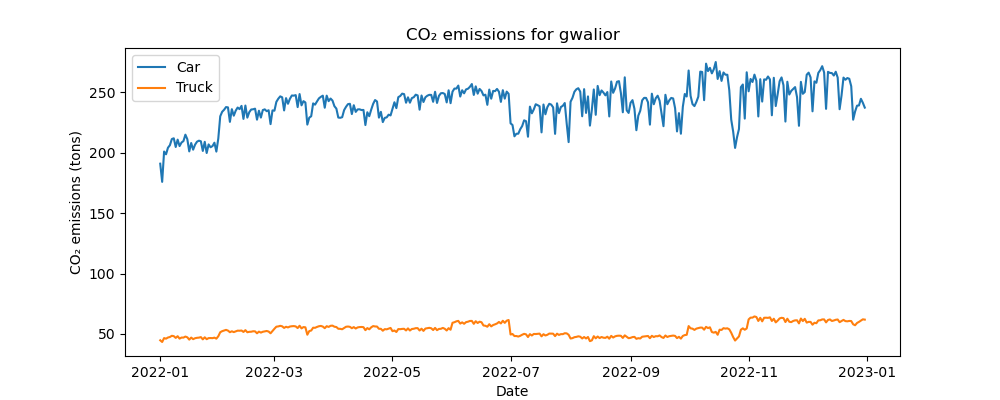 CO₂ emissions for gwalior
Car
Truck
250
200
150
100
50
CO₂ emissions (tons)
2022-01 2022-03 2022-05 2022-07 2022-09 2022-11 2023-01
Date